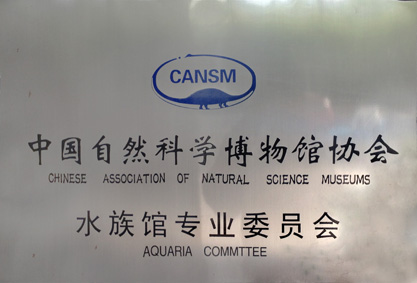 CANSM
中国自然科学博物馆协会
CHINESE ASSOCIATION OF NATURAL SCIENCE MUSEUMS
水族馆专业委员会
AQUARIA COMMTTEE